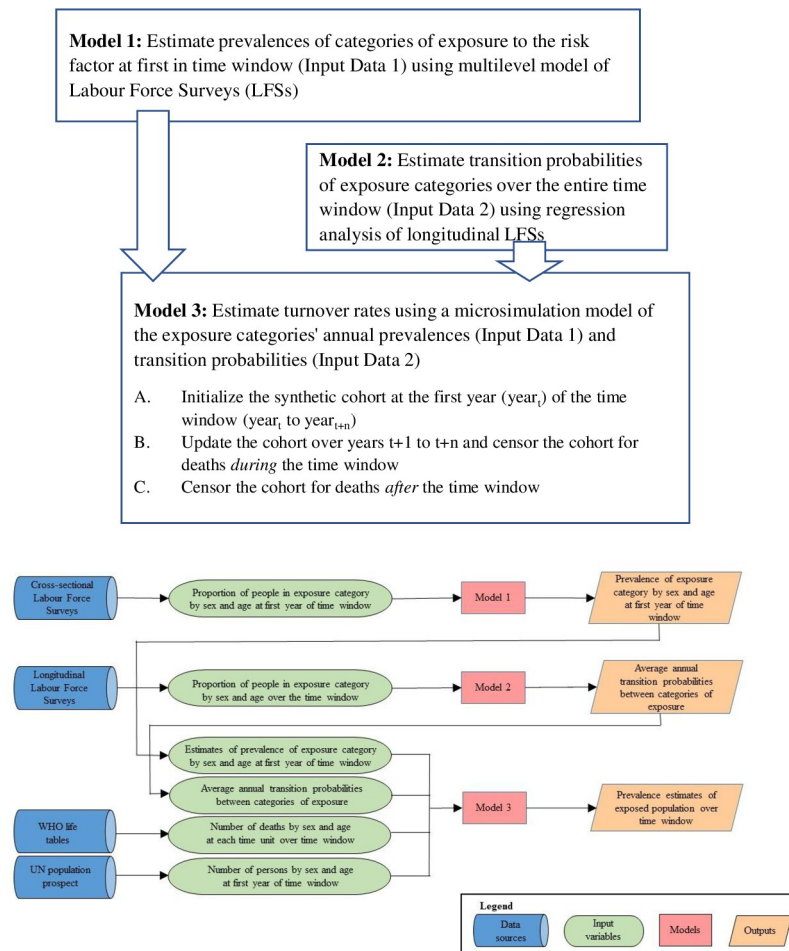 Model 1: Estimate prevalences of categories of exposure to the risk
factor at first in time window (Input Data 1) using multilevel model of
Labour Force Surveys (LFSs)
Model 2: Estimate transition probabilities
of exposure categories over the entire time
window (Input Data 2) using regression
analysis of longitudinal LFSs
Model 3: Estimate turnover rates using a microsimulation model of
the exposure categories' annual prevalences (Input Data 1) and
transition probabilities (Input Data 2)
A. Initialize the synthetic cohort at the first year (yeart) of the time
window (yeart to yeart+n)
B. Update the cohort over years t+1 to t+n and censor the cohort for
deaths during the time window
C. Censor the cohort for deaths after the time window
Cross-sectional
Labour Force
Surveys
Proportion of people in exposure category
by sex and age at first year of time window
Model 1
Prevalence of exposure
category by sex and age
at first year of time
window
Longitudinal
Labour Force
Surveys
Proportion of people in exposure category
by sex and age over the time window
Model 2
Average annual
transition probabilities
between categories of
exposure
Estimates of prevalence of exposure category
by sex and age at first year of time window
Average annual transition probabilities
between categories of exposure
WHO life
tables
Number of deaths by sex and age
at each time unit over time window
UN population
prospect
Number of persons by sex and age
at first year of time window
Model 3
Prevalence estimates of
exposed population over
time window
Legend
Data
sources
Input
variables
Models
Outputs